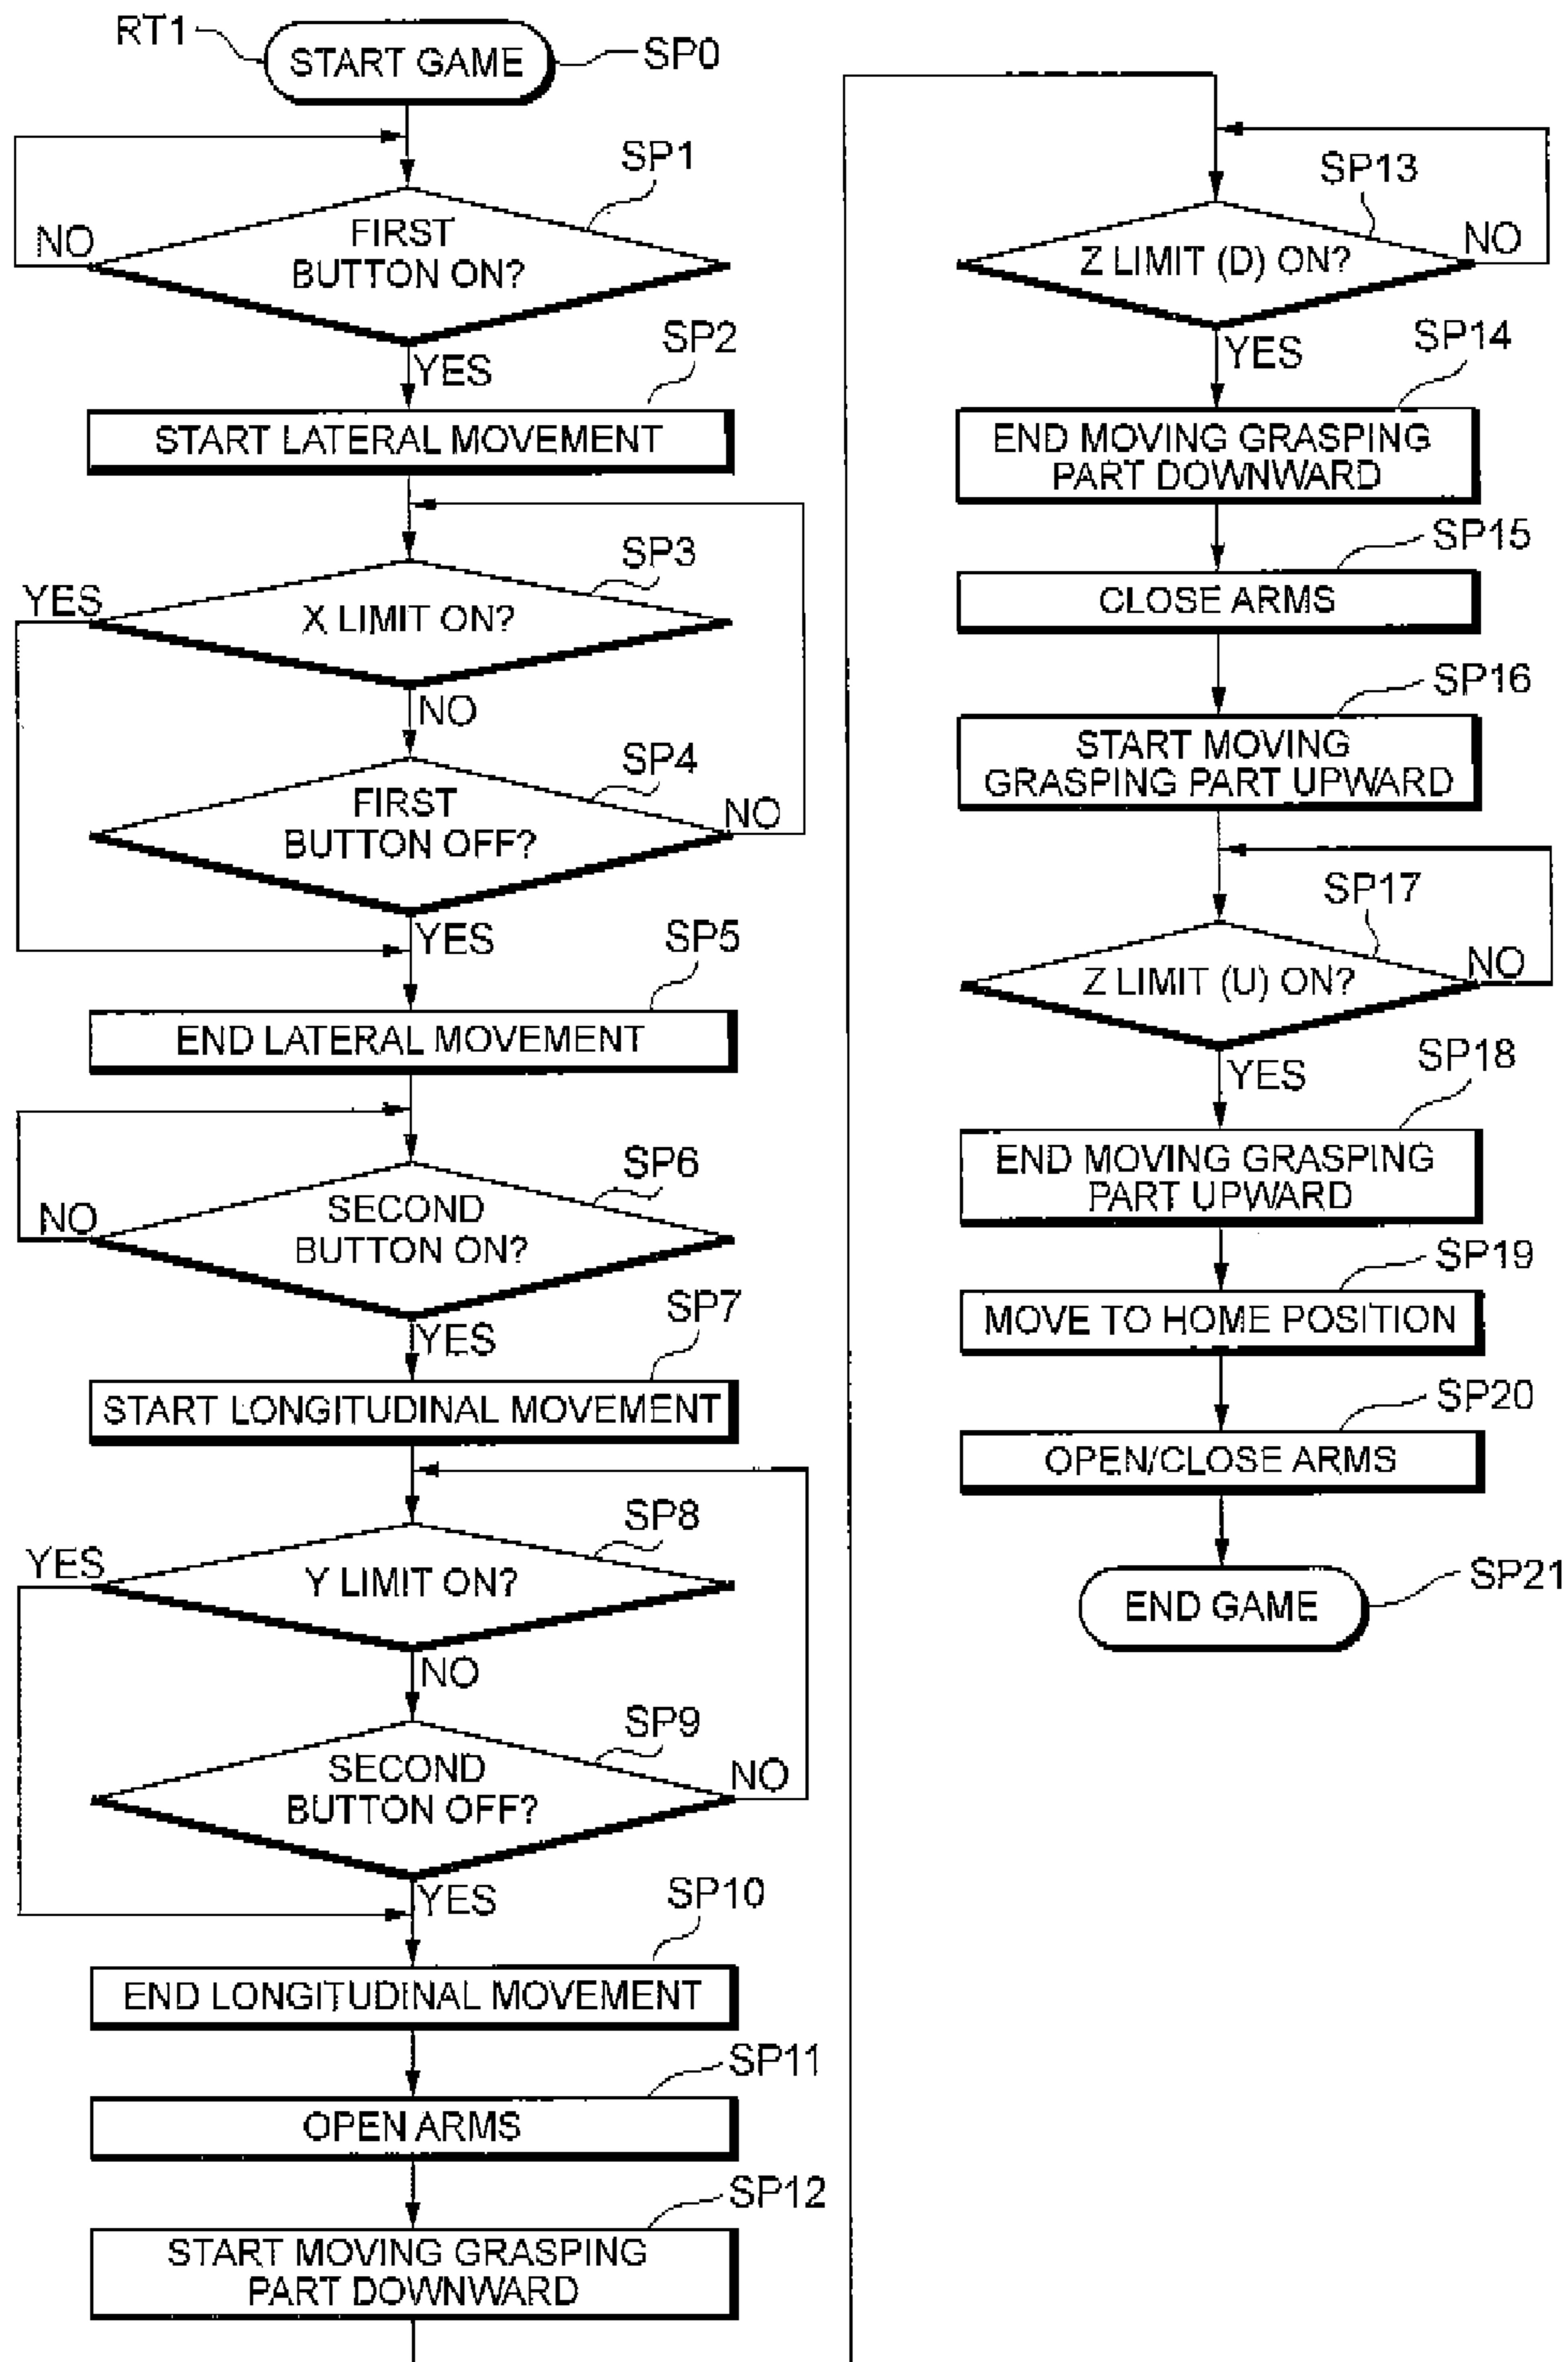 RT1
START GAME
SP0
SP1
FIRST
BUTTON ON?
NO
YES
SP2
START LATERAL MOVEMENT
SP3
YES
X LIMIT ON?
NO
SP4
FIRST
BUTTON OFF?
NO
YES
SP5
END LATERAL MOVEMENT
SP6
SECOND
BUTTON ON?
NO
YES
SP7
START LONGITUDINAL MOVEMENT
SP8
YES
Y LIMIT ON?
NO
SP9
SECOND
BUTTON OFF?
NO
YES
SP10
END LONGITUDINAL MOVEMENT
SP11
OPEN ARMS
SP12
START MOVING GRASPING
PART DOWNWARD
SP13
Z LIMIT (D) ON?
NO
YES
SP14
END MOVING GRASPING
PART DOWNWARD
SP15
CLOSE ARMS
SP16
START MOVING
GRASPING PART UPWARD
SP17
Z LIMIT (U) ON?
NO
YES
SP18
END MOVING GRASPING
PART UPWARD
SP19
MOVE TO HOME POSITION
SP20
OPEN/CLOSE ARMS
END GAME
SP21